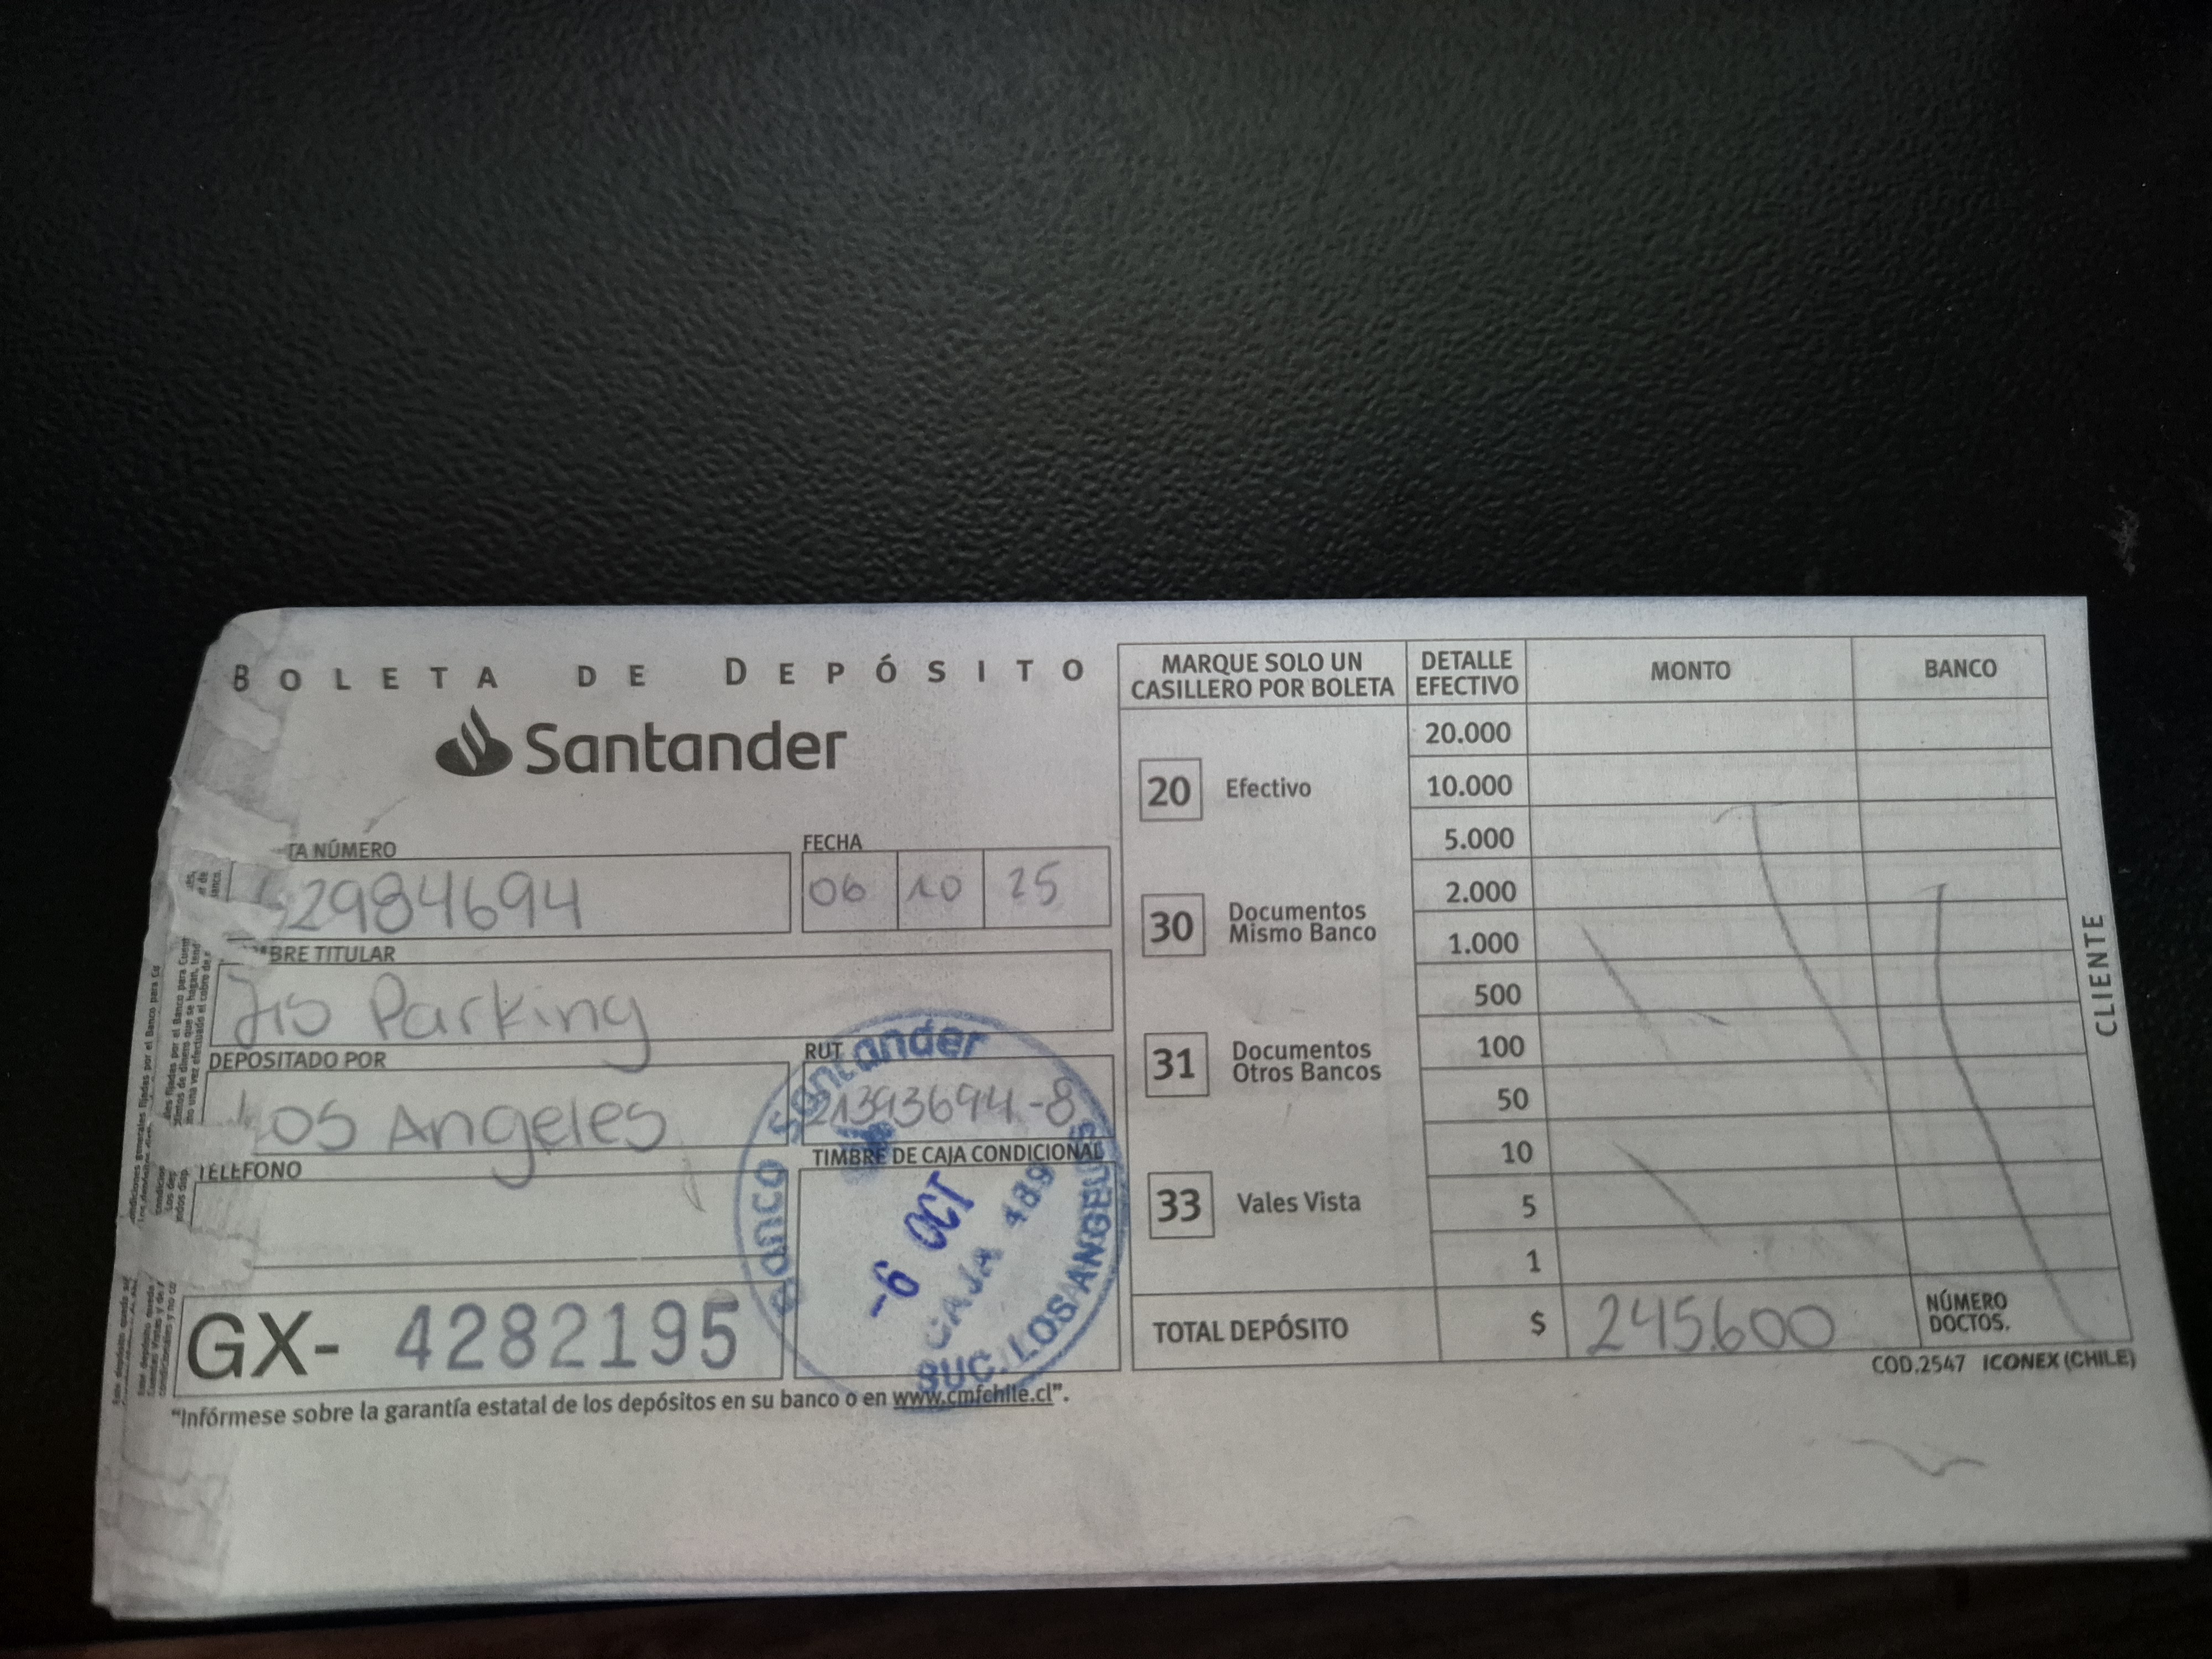 BOLETA DE DEPÓSITO
Santander
TA NÚMERO
2984694
FECHA
06 10 25
BRE TITULAR
JIS Parking
DEPOSITADO POR
Los Angeles
RUT
21393694-8
TELÉFONO
TIMBRE DE CAJA CONDICIONAL
Banco Santander
-6 OCT
CAJA 489
SUC. LOS ANGELES
GX- 4282195
"Infórmese sobre la garantía estatal de los depósitos en su banco o en www.cmfchile.cl".
MARQUE SOLO UN
CASILLERO POR BOLETA
20 Efectivo
30 Documentos
Mismo Banco
31 Documentos
Otros Bancos
33 Vales Vista
DETALLE
EFECTIVO
MONTO
BANCO
20.000
10.000
5.000
2.000
1.000
500
100
50
10
5
1
TOTAL DEPÓSITO $ 245.600
NÚMERO
DOCTOS.
COD.2547 ICONEX (CHILE)
CLIENTE